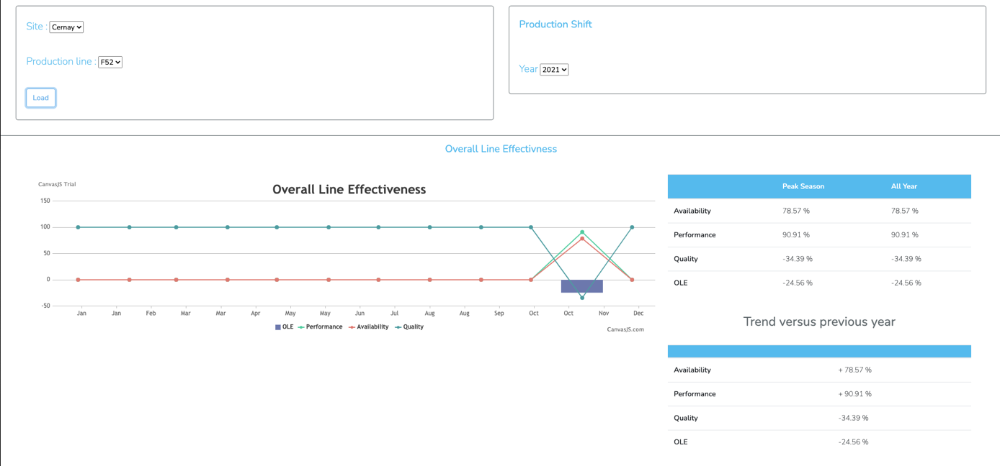 Site : Cernay
Production line : F52
Load
Production Shift
Year 2021
Overall Line Effectivness
CanvasJS Trial
Overall Line Effectiveness
150
100
50
0
-50
Jan Jan Feb Mar Mar Apr May May Jun Jul Aug Aug Sep Oct Oct Nov Dec
OLE Performance Availability Quality
CanvasJS.com
Peak Season All Year
Availability 78.57 % 78.57 %
Performance 90.91 % 90.91 %
Quality -34.39 % -34.39 %
OLE -24.56 % -24.56 %
Trend versus previous year
Availability + 78.57 %
Performance + 90.91 %
Quality -34.39 %
OLE -24.56 %